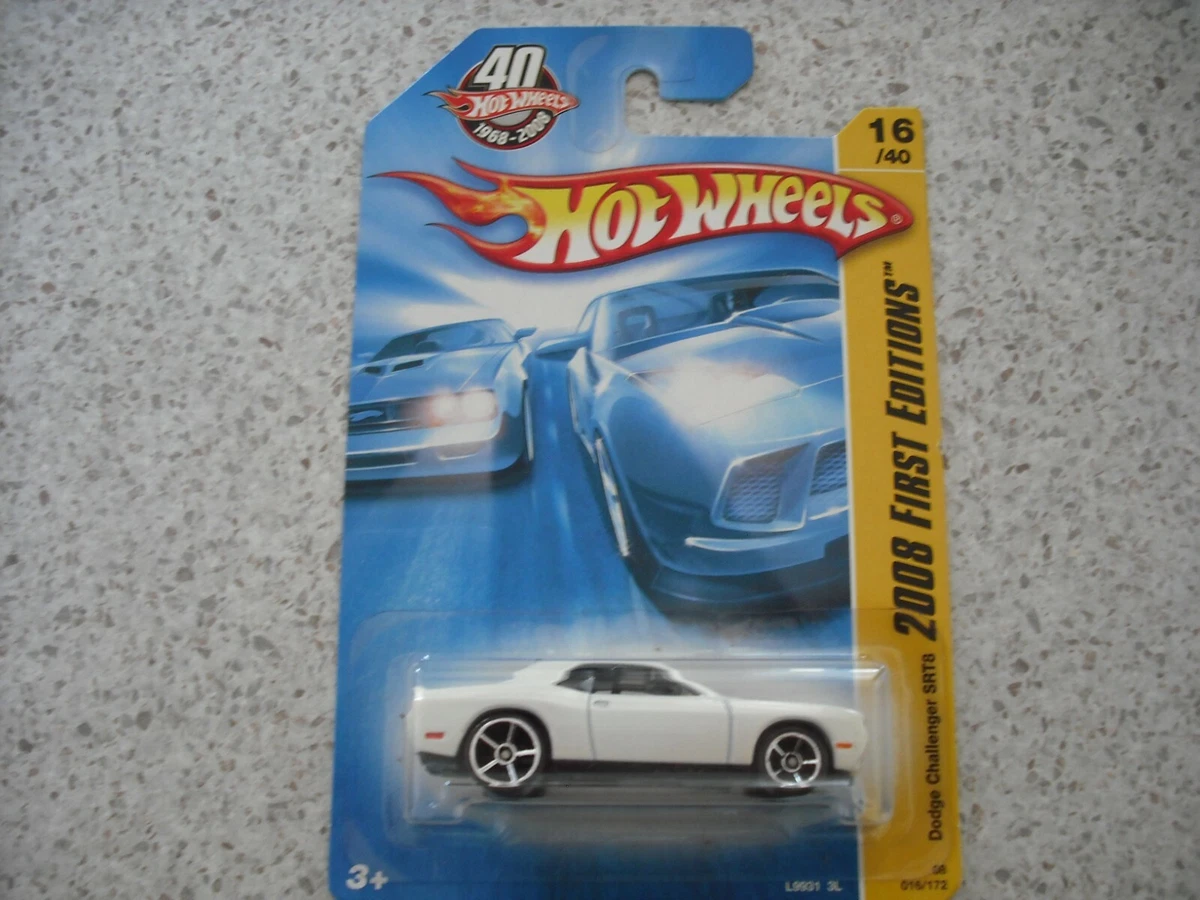 40
HOT WHEELS
1968-2008
16
/40
HOT WHEELS®
Dodge Challenger SRT8 2008 FIRST EDITIONS™
3+
L9931 3L
08
016/172